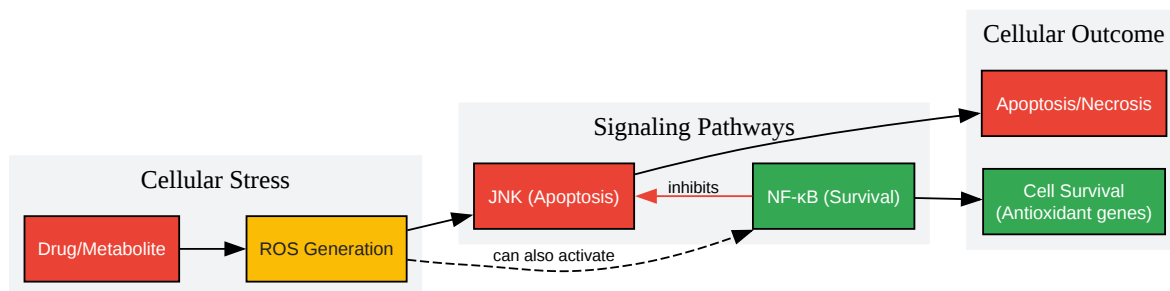 Cellular Stress
Drug/Metabolite
ROS Generation
Signaling Pathways
JNK (Apoptosis)
inhibits
NF-κB (Survival)
can also activate
Cellular Outcome
Apoptosis/Necrosis
Cell Survival
(Antioxidant genes)